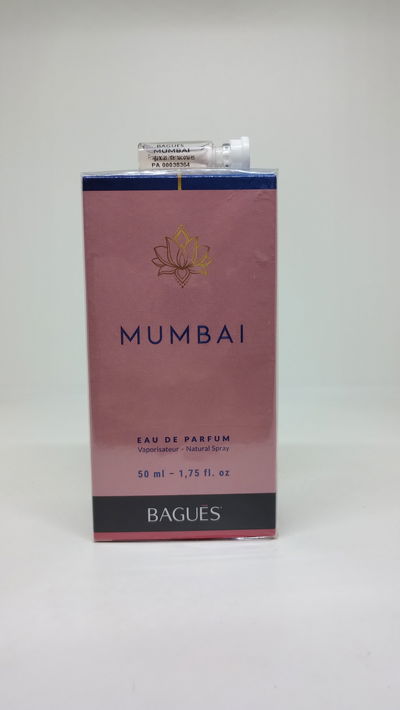 BAGUES
MUMBAI
PA 00038364
MUMBAI
EAU DE PARFUM
Vaporisateur - Natural Spray
50 ml - 1,75 fl. oz
BAGUES